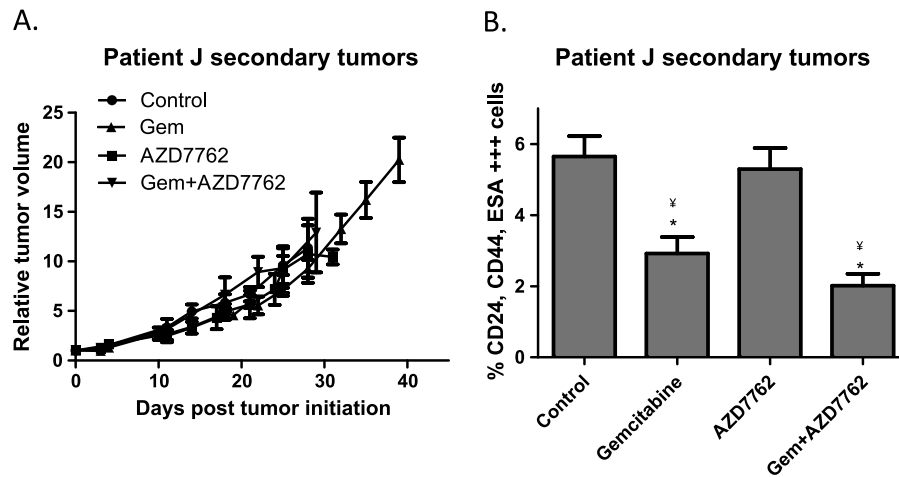 A.
Patient J secondary tumors
Control
Gem
AZD7762
Gem+AZD7762
Relative tumor volume
25
20
15
10
5
0
0 10 20 30 40
Days post tumor initiation
B.
Patient J secondary tumors
% CD24, CD44, ESA +++ cells
6
4
2
0
¥
*
¥
*
Control
Gemcitabine
AZD7762
Gem+AZD7762